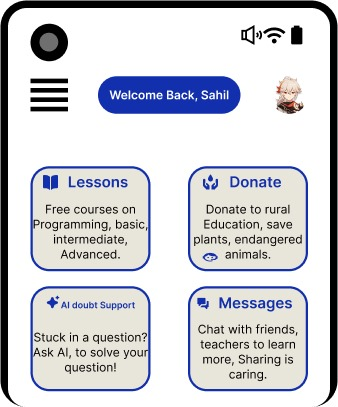 Welcome Back, Sahil
Lessons
Free courses on
Programming, basic,
intermediate,
Advanced.
Donate
Donate to rural
Education, save
plants, endangered
animals.
AI doubt Support
Stuck in a question?
Ask AI, to solve your
question!
Messages
Chat with friends,
teachers to learn
more, Sharing is
caring.